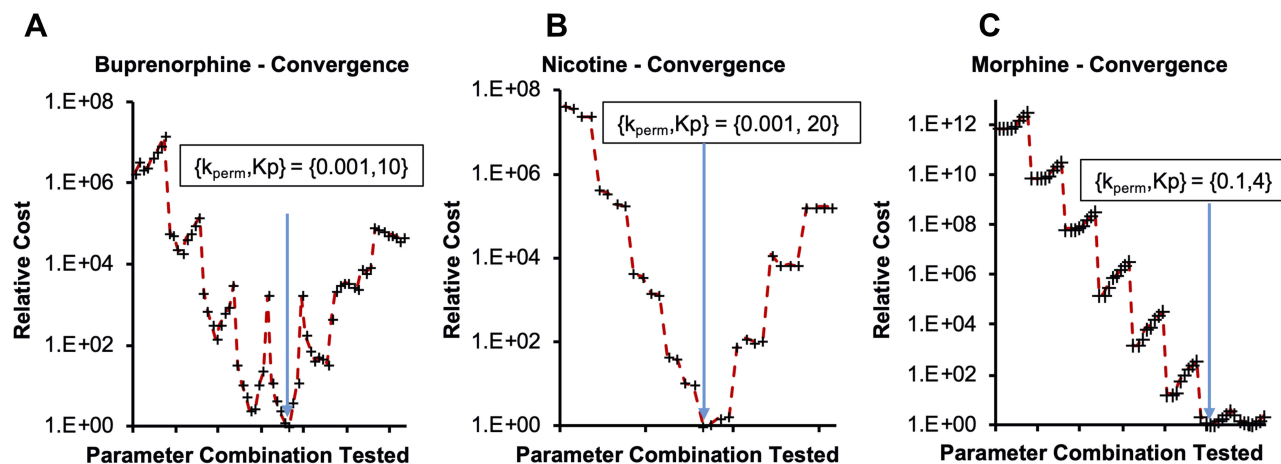 A
Buprenorphine - Convergence
1.E+08
1.E+06
1.E+04
1.E+02
1.E+00
Relative Cost
{kperm,Kp} = {0.001,10}
Parameter Combination Tested
B
Nicotine - Convergence
1.E+08
1.E+06
1.E+04
1.E+02
1.E+00
Relative Cost
{kperm,Kp} = {0.001, 20}
Parameter Combination Tested
C
Morphine - Convergence
1.E+12
1.E+10
1.E+08
1.E+06
1.E+04
1.E+02
1.E+00
Relative Cost
{kperm,Kp} = {0.1,4}
Parameter Combination Tested